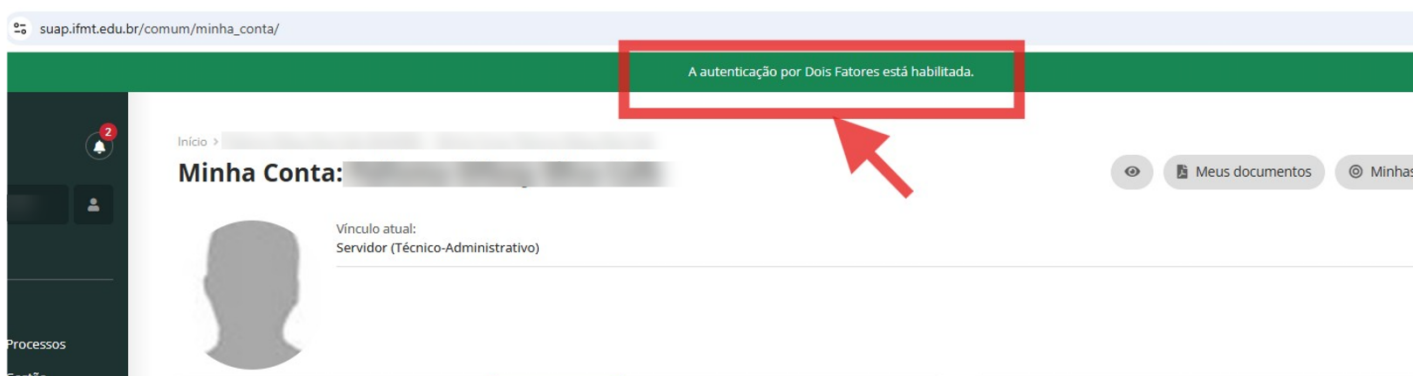 suap.ifmt.edu.br/comum/minha_conta/
A autenticação por Dois Fatores está habilitada.
2
Início >
Minha Conta:
Meus documentos
Minhas
Vínculo atual:
Servidor (Técnico-Administrativo)
Processos